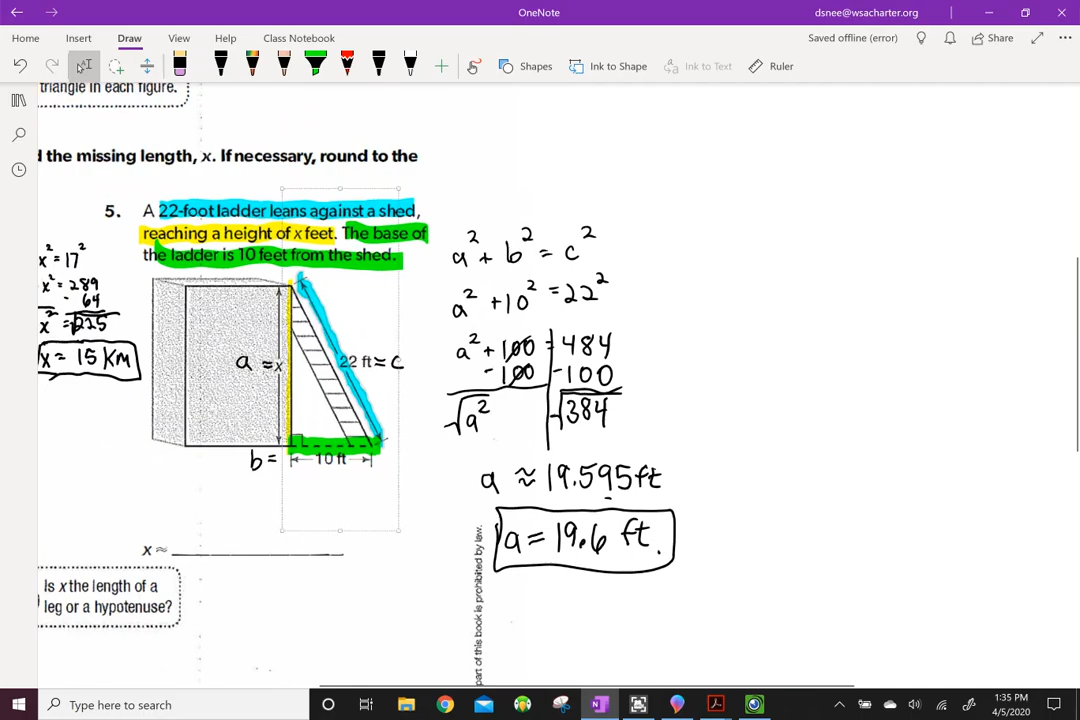 OneNote
dsnee@wsacharter.org
Home Insert Draw View Help Class Notebook
Saved offline (error) Share
Shapes Ink to Shape Ink to Text Ruler
triangle in each figure.
d the missing length, x. If necessary, round to the
5. A 22-foot ladder leans against a shed,
reaching a height of x feet. The base of
the ladder is 10 feet from the shed.
x² = 17²
x² = 289
- 64
x² = √225
x = 15 Km
a = x
22 ft = c
b = 10 ft
x ≈
Is x the length of a
leg or a hypotenuse?
a² + b² = c²
a² + 10² = 22²
a² + 100 = 484
- 100 - 100
√a² √384
a ≈ 19.595 ft
a = 19.6 ft.
part of this book is prohibited by law.
Type here to search
1:35 PM
4/5/2020